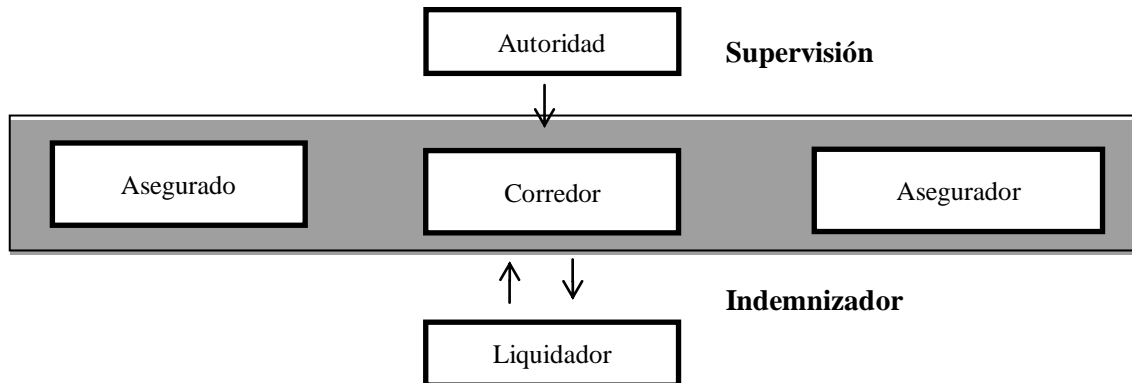 Autoridad
Supervisión
Asegurado
Corredor
Asegurador
Indemnizador
Liquidador